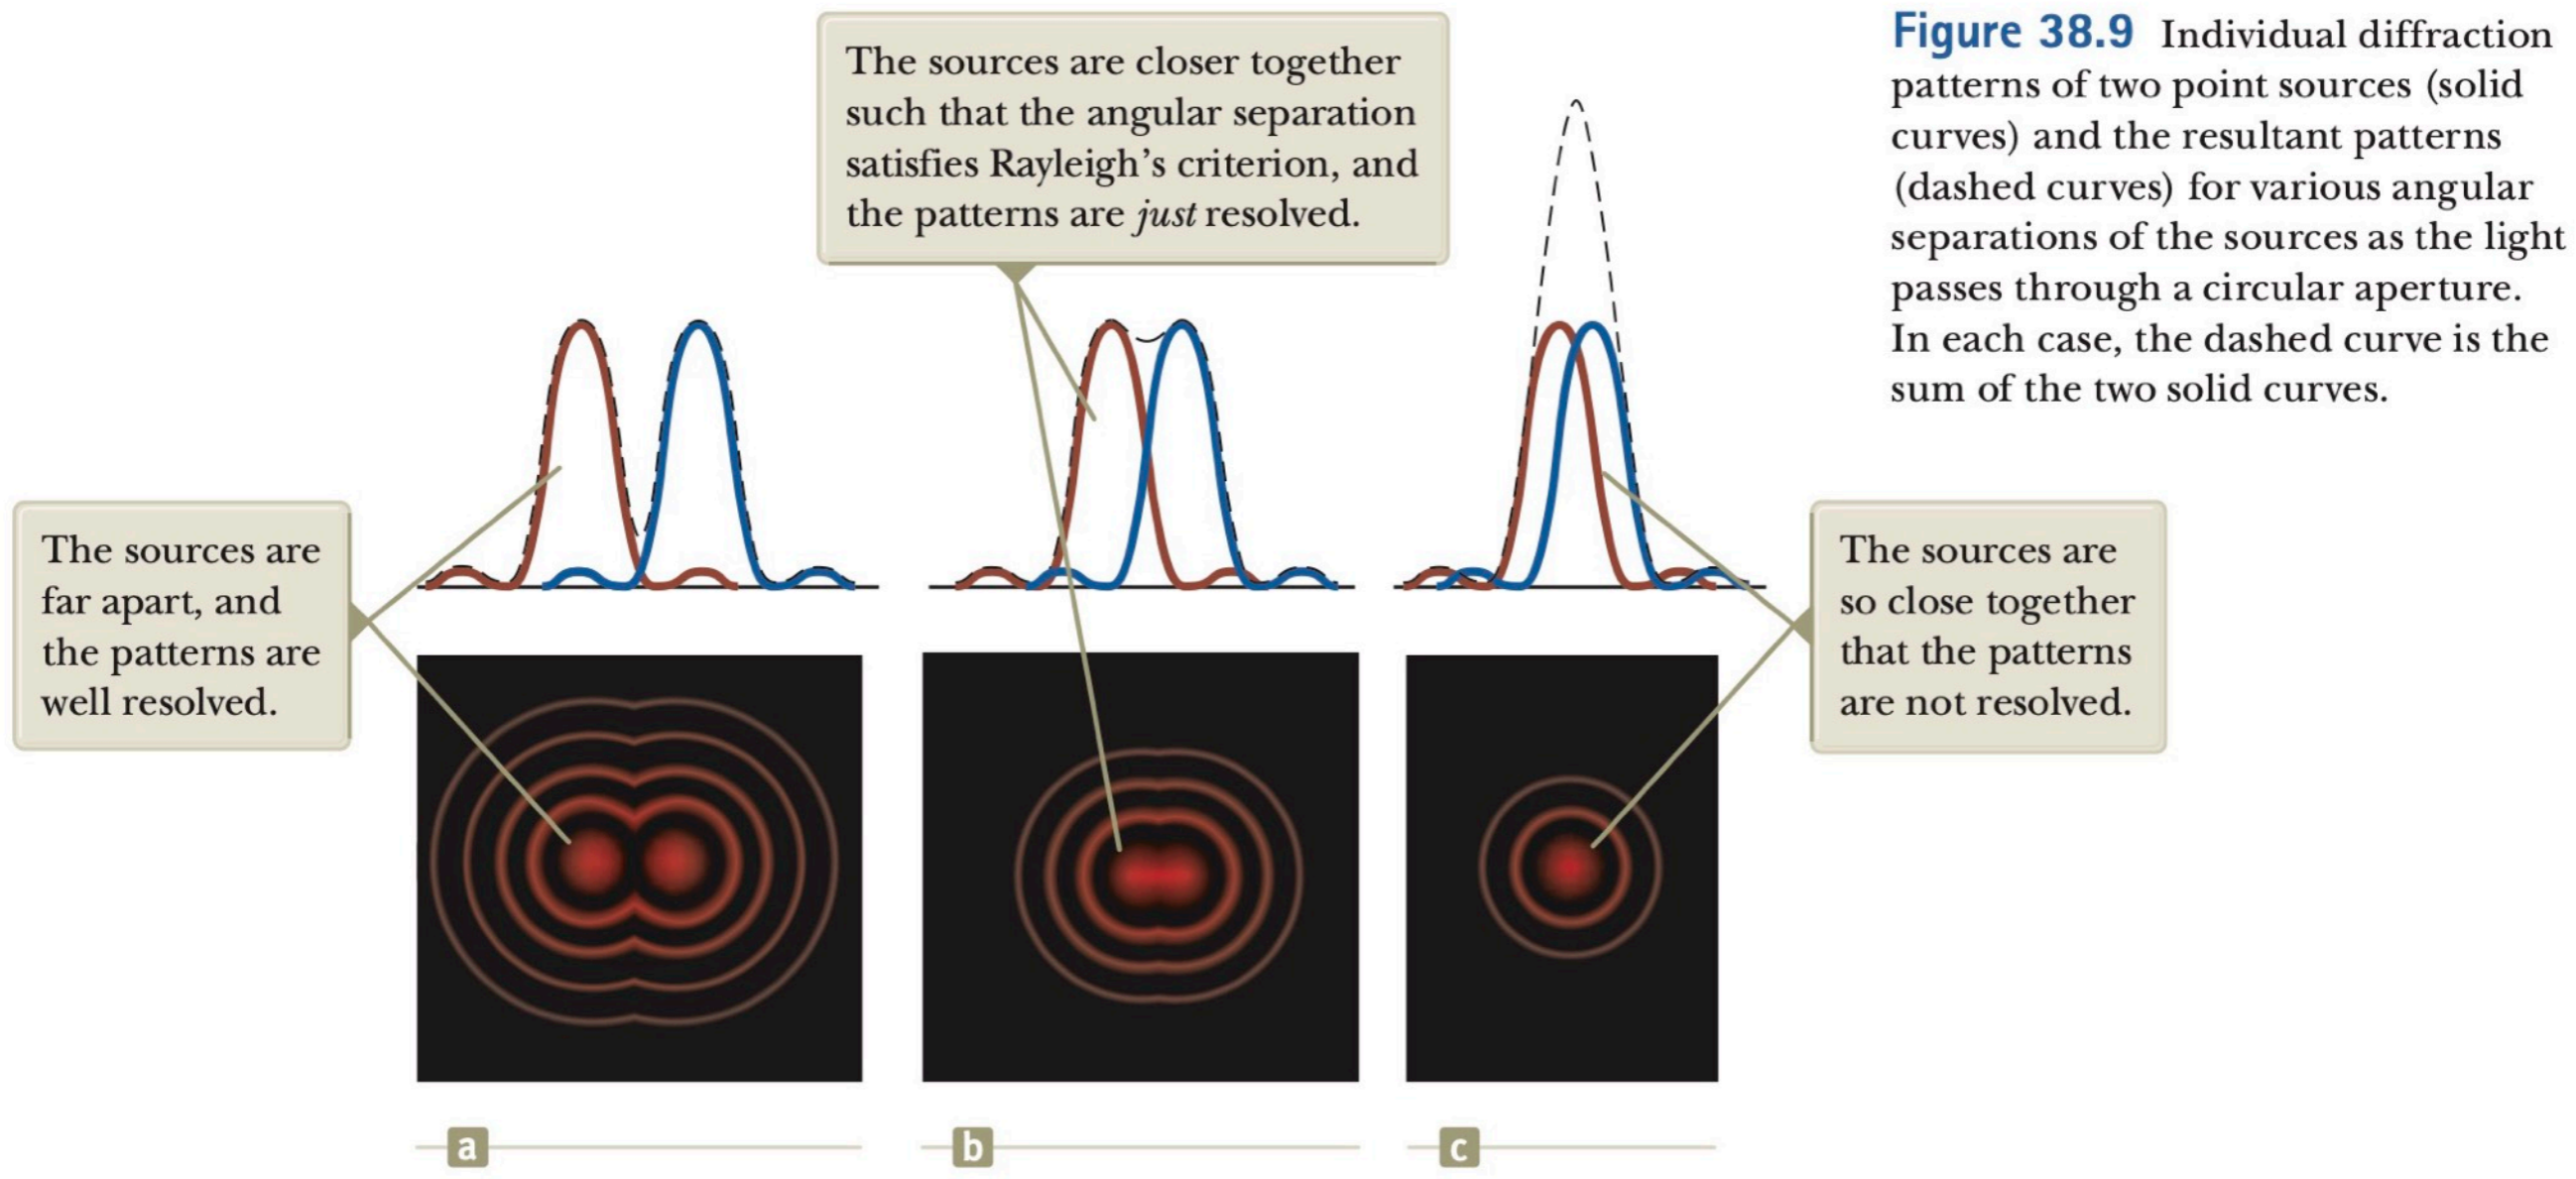 The sources are closer together
such that the angular separation
satisfies Rayleigh's criterion, and
the patterns are just resolved.
Figure 38.9 Individual diffraction
patterns of two point sources (solid
curves) and the resultant patterns
(dashed curves) for various angular
separations of the sources as the light
passes through a circular aperture.
In each case, the dashed curve is the
sum of the two solid curves.
The sources are
far apart, and
the patterns are
well resolved.
The sources are
so close together
that the patterns
are not resolved.
a
b
c